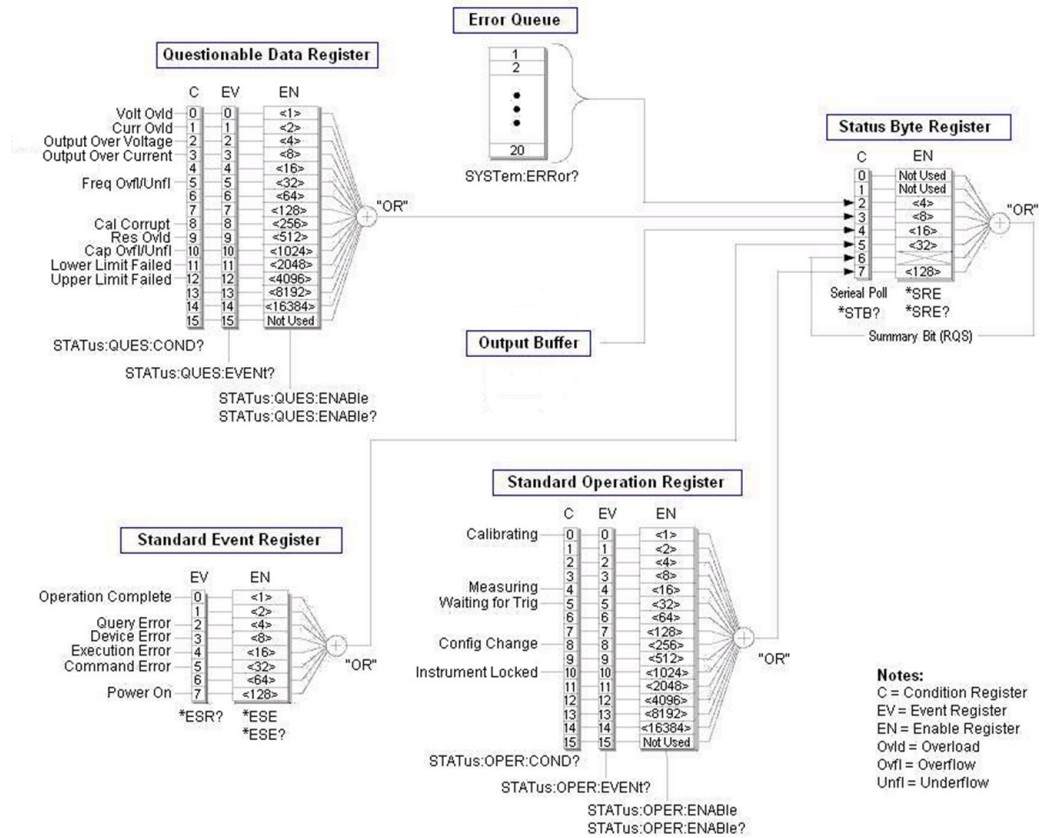 Error Queue
1
2
20
SYSTem:ERRor?
Questionable Data Register
C EV EN
Volt Ovld 0 0 <1>
Curr Ovld 1 1 <2>
Output Over Voltage 2 2 <4>
Output Over Current 3 3 <8>
4 4 <16>
Freq Ovfl/Unfl 5 5 <32>
6 6 <64>
7 7 <128>
Cal Corrupt 8 8 <256>
Res Ovld 9 9 <512>
Cap Ovfl/Unfl 10 10 <1024>
Lower Limit Failed 11 11 <2048>
Upper Limit Failed 12 12 <4096>
13 13 <8192>
14 14 <16384>
15 15 Not Used
"OR"
STATus:QUES:COND?
STATus:QUES:EVENt?
STATus:QUES:ENABle
STATus:QUES:ENABle?
Status Byte Register
C EN
0 Not Used
1 Not Used
2 <4>
3 <8>
4 <16>
5 <32>
6
7 <128>
"OR"
Serieal Poll *SRE
*STB? *SRE?
Summary Bit (RQS)
Output Buffer
Standard Event Register
EV EN
Operation Complete 0 <1>
1 <2>
Query Error 2 <4>
Device Error 3 <8>
Execution Error 4 <16>
Command Error 5 <32>
6 <64>
Power On 7 <128>
"OR"
*ESR? *ESE
*ESE?
Standard Operation Register
C EV EN
Calibrating 0 0 <1>
1 1 <2>
2 2 <4>
3 3 <8>
Measuring 4 4 <16>
Waiting for Trig 5 5 <32>
6 6 <64>
7 7 <128>
Config Change 8 8 <256>
9 9 <512>
Instrument Locked 10 10 <1024>
11 11 <2048>
12 12 <4096>
13 13 <8192>
14 14 <16384>
15 15 Not Used
"OR"
STATus:OPER:COND?
STATus:OPER:EVENt?
STATus:OPER:ENABle
STATus:OPER:ENABle?
Notes:
C = Condition Register
EV = Event Register
EN = Enable Register
Ovld = Overload
Ovfl = Overflow
Unfl = Underflow